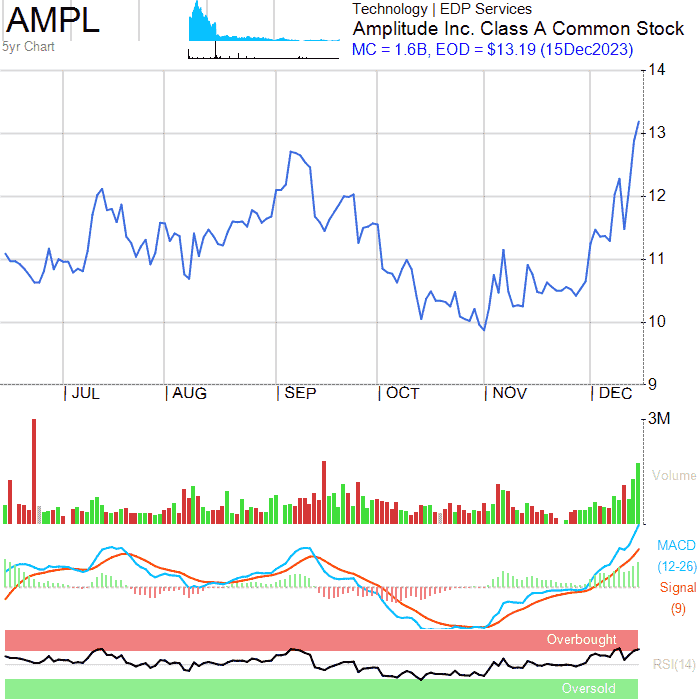 AMPL
5yr Chart
Technology | EDP Services
Amplitude Inc. Class A Common Stock
MC = 1.6B, EOD = $13.19 (15Dec2023)
14
13
12
11
10
9
| JUL | AUG | SEP | OCT | NOV | DEC
3M
Volume
MACD
(12-26)
Signal
(9)
Overbought
RSI(14)
Oversold